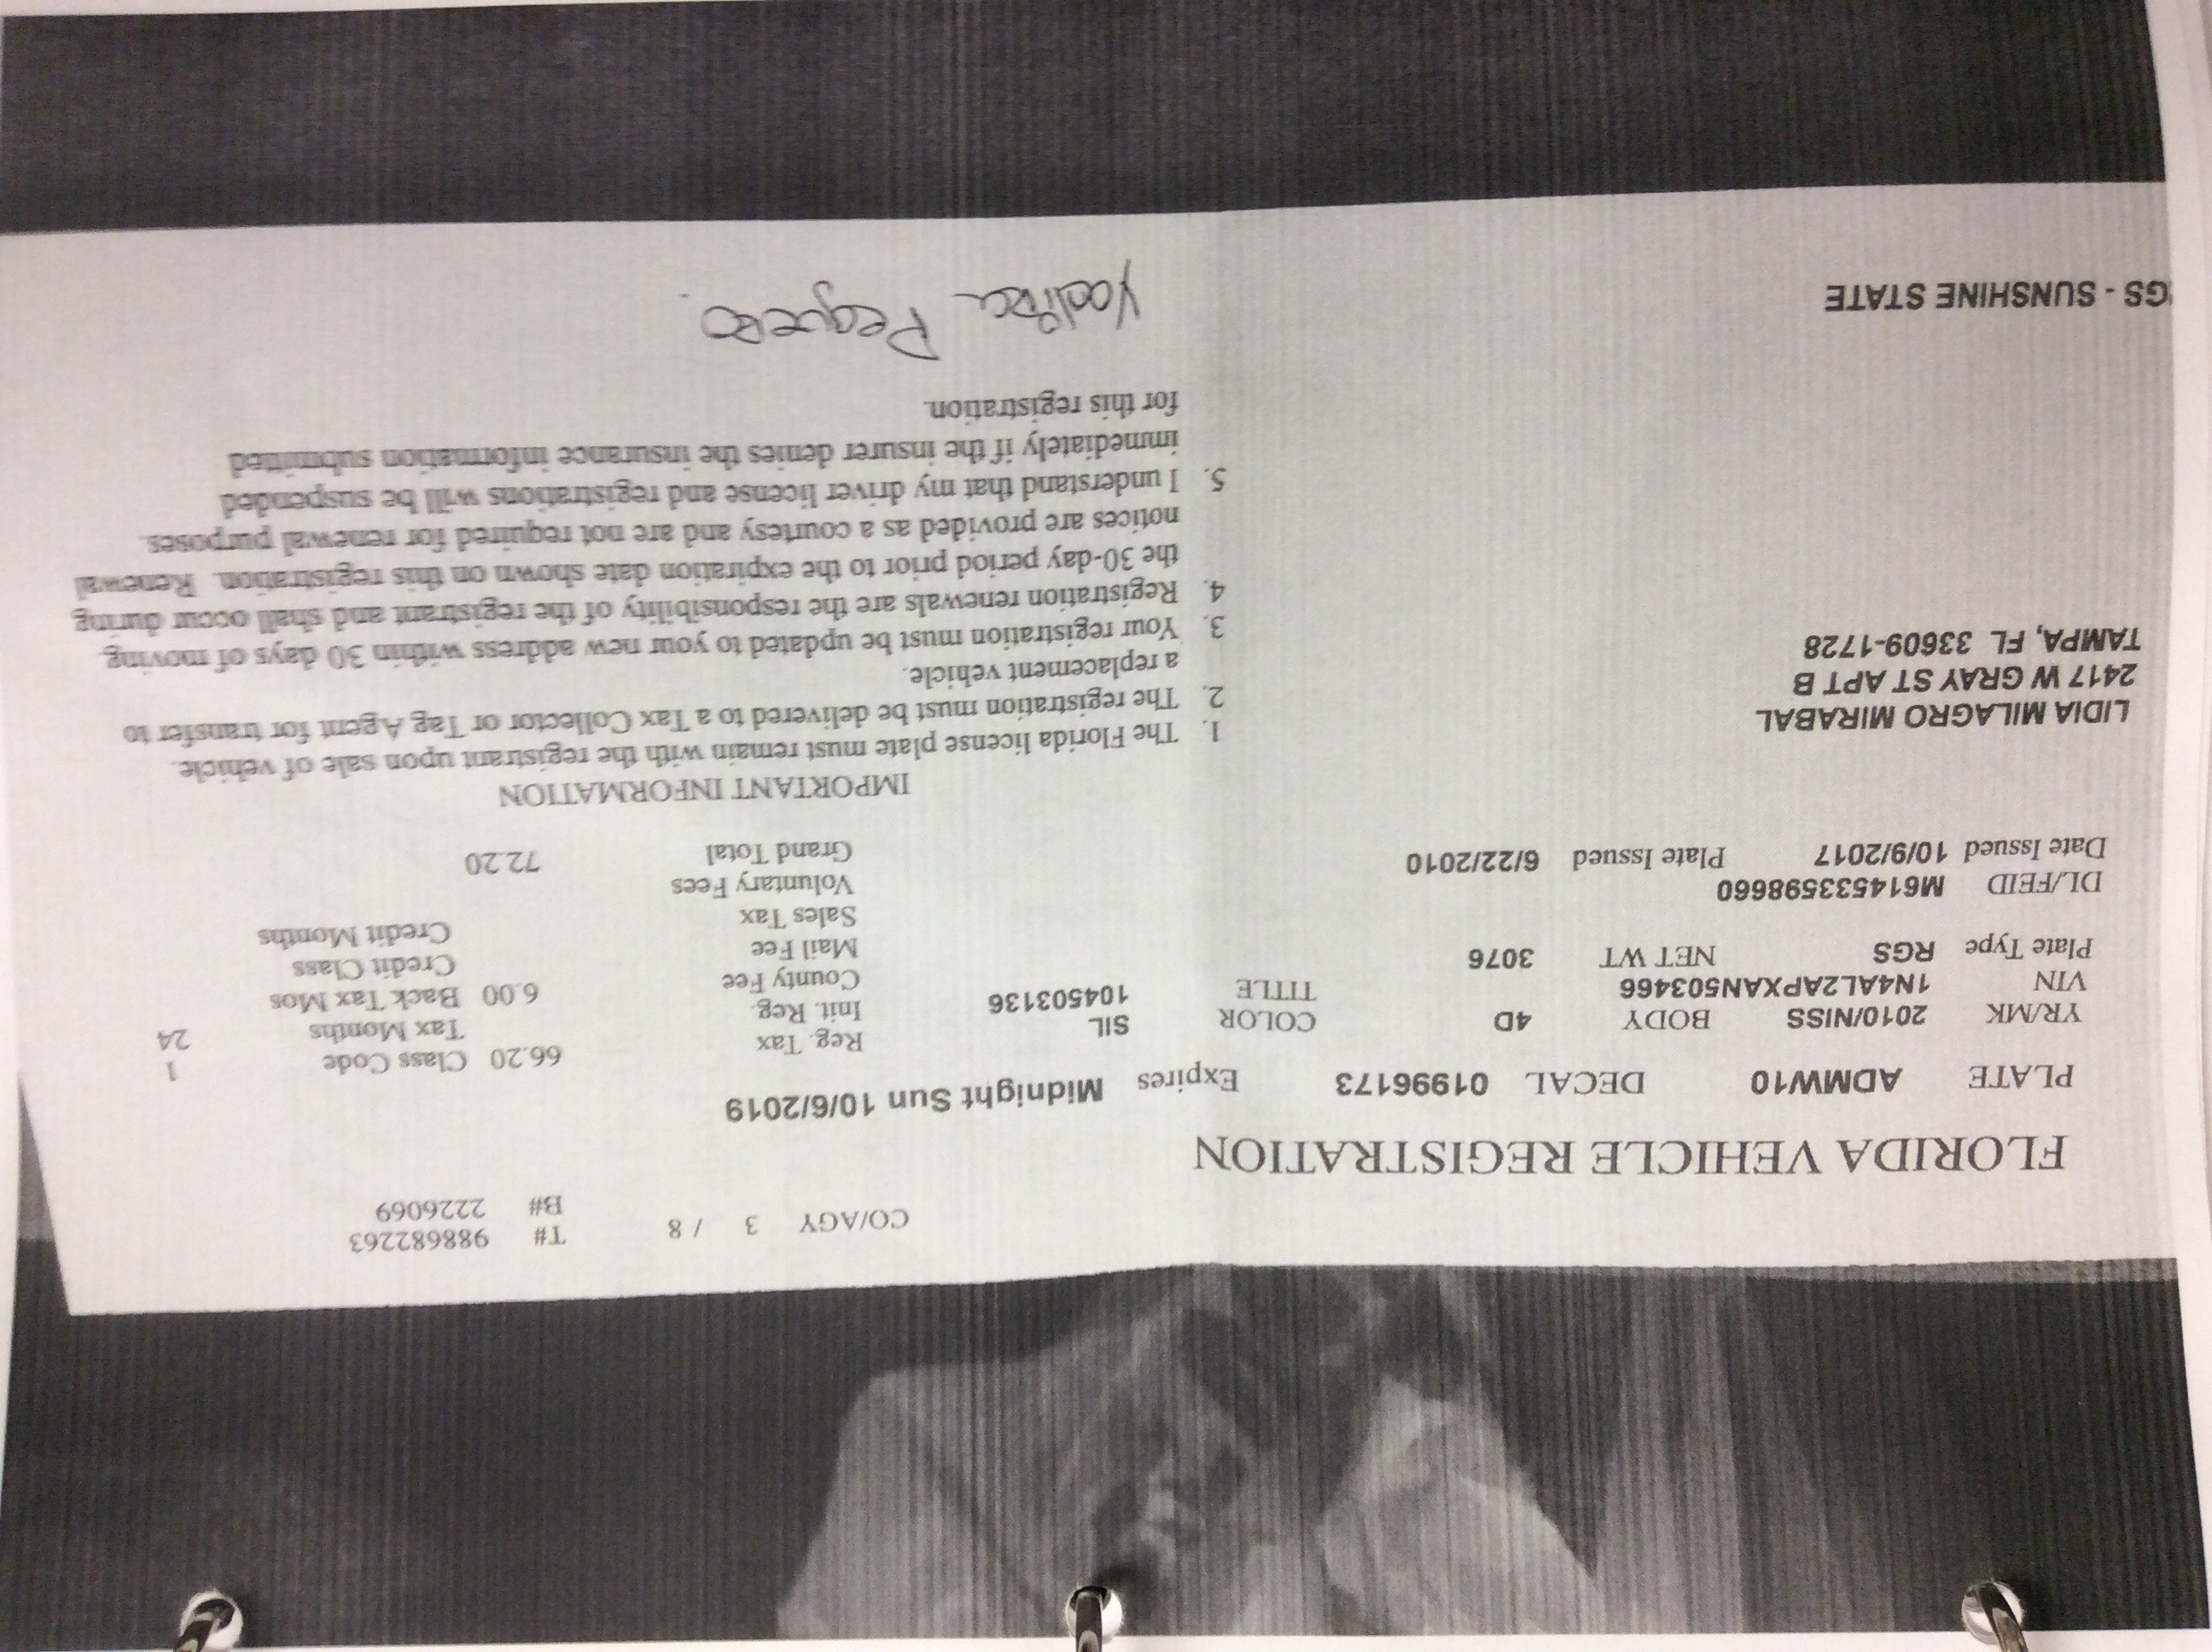 CO/AGY 3 / 8 T# 988682263
B# 2226069
FLORIDA VEHICLE REGISTRATION
PLATE ADMW10 DECAL 01996173 Expires Midnight Sun 10/6/2019
YR/MK 2010/NISS BODY 4D COLOR SIL
VIN 1N4AL2APXAN503466 TITLE 104503136
Plate Type RGS NET WT 3076
DL/FEID M614533598660
Date Issued 10/9/2017 Plate Issued 6/22/2010
Reg. Tax 66.20 Class Code 1
Init. Reg. Tax Months 24
County Fee 6.00 Back Tax Mos
Mail Fee Credit Class
Sales Tax Credit Months
Voluntary Fees
Grand Total 72.20
LIDIA MILAGRO MIRABAL
2417 W GRAY ST APT B
TAMPA, FL 33609-1728
IMPORTANT INFORMATION
1. The Florida license plate must remain with the registrant upon sale of vehicle.
2. The registration must be delivered to a Tax Collector or Tag Agent for transfer to
a replacement vehicle.
3. Your registration must be updated to your new address within 30 days of moving.
4. Registration renewals are the responsibility of the registrant and shall occur during
the 30-day period prior to the expiration date shown on this registration. Renewal
notices are provided as a courtesy and are not required for renewal purposes.
5. I understand that my driver license and registrations will be suspended
immediately if the insurer denies the insurance information submitted
for this registration.
GS - SUNSHINE STATE
Yadira Peguero.